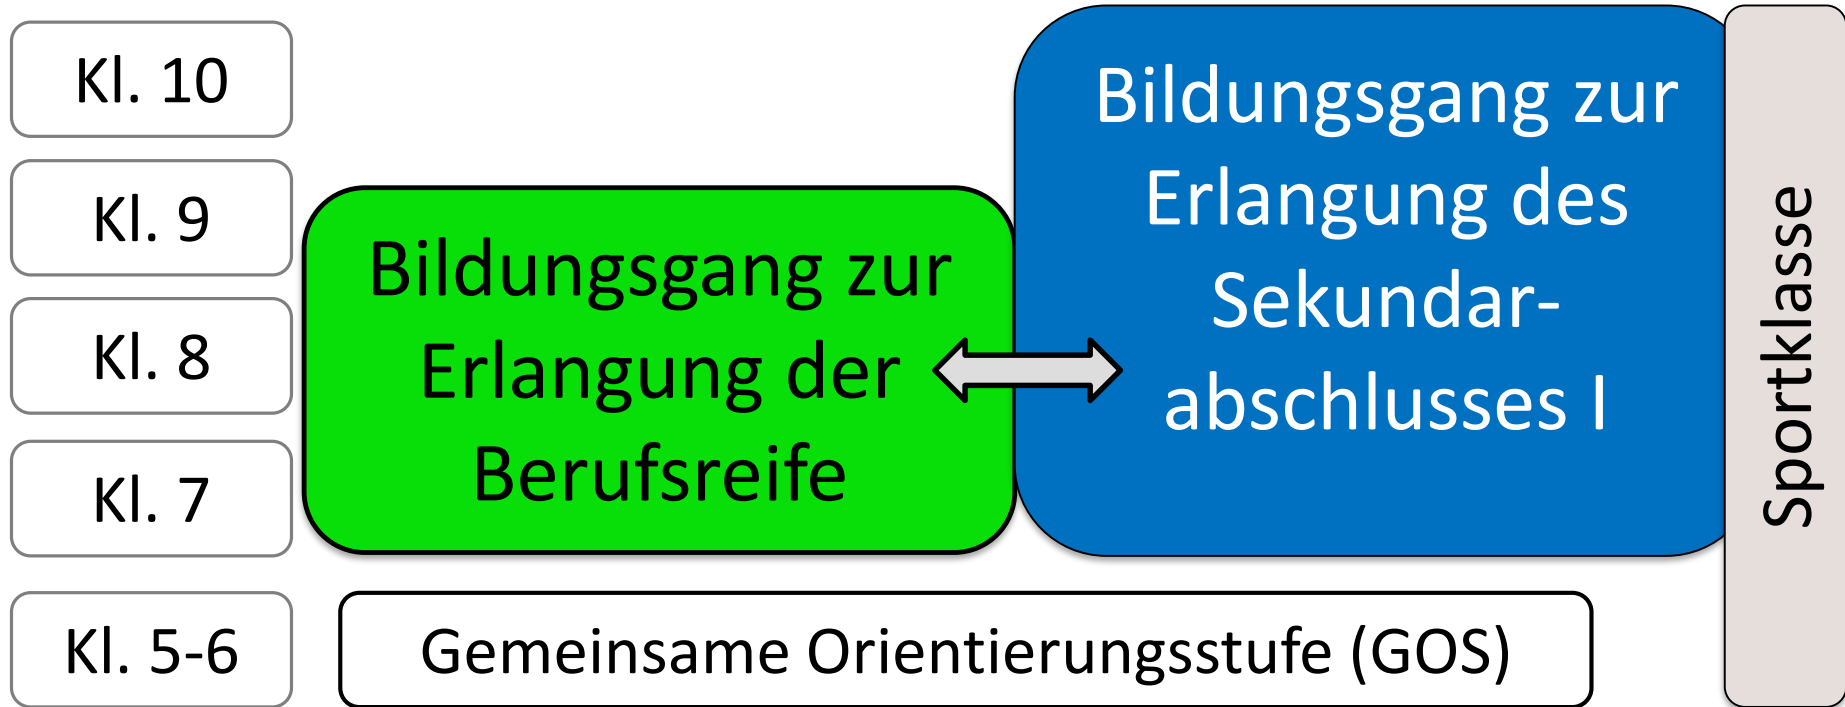 Kl. 10
Kl. 9
Kl. 8
Kl. 7
Kl. 5-6
Bildungsgang zur
Erlangung der
Berufsreife
Bildungsgang zur
Erlangung des
Sekundar-
abschlusses I
Sportklasse
Gemeinsame Orientierungsstufe (GOS)